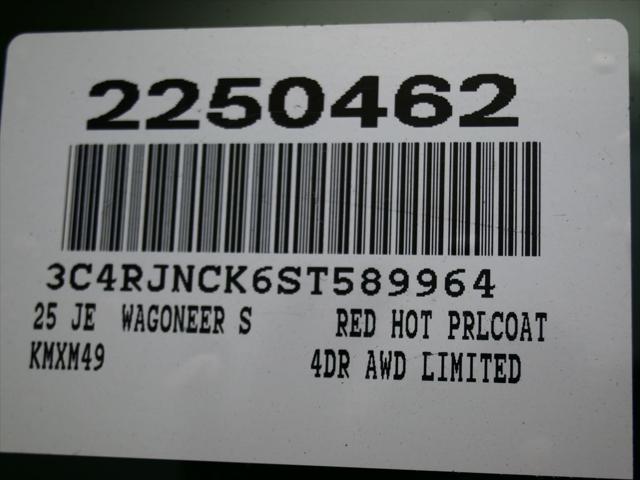 2250462
3C4RJNCK6ST589964
25 JE WAGONEER S RED HOT PRLCOAT
KMXM49 4DR AWD LIMITED